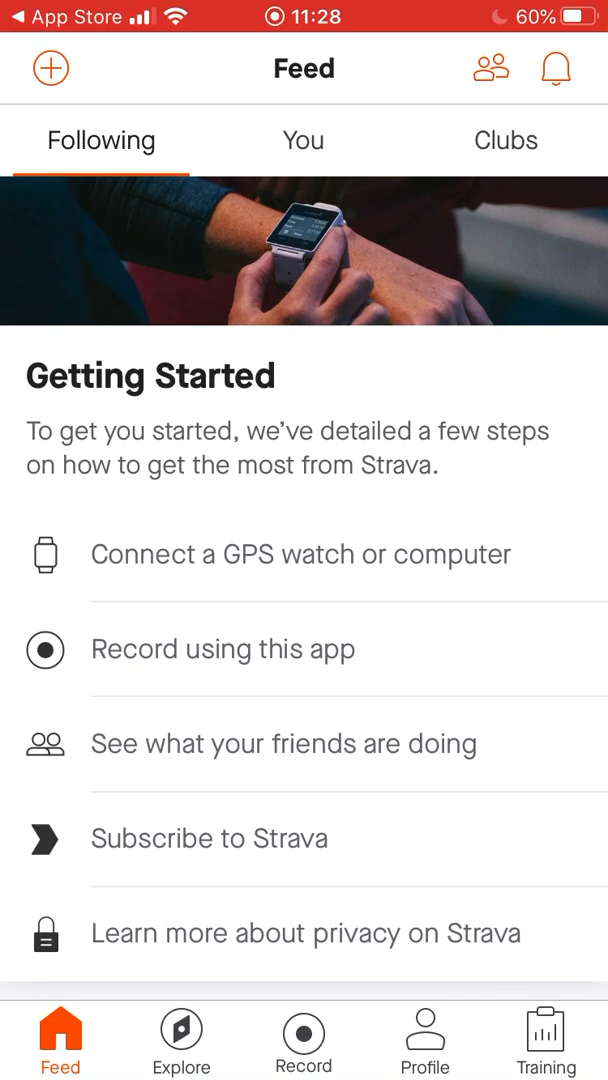 App Store 11:28 60%
Feed
Following You Clubs
Getting Started
To get you started, we’ve detailed a few steps
on how to get the most from Strava.
Connect a GPS watch or computer
Record using this app
See what your friends are doing
Subscribe to Strava
Learn more about privacy on Strava
Feed Explore Record Profile Training